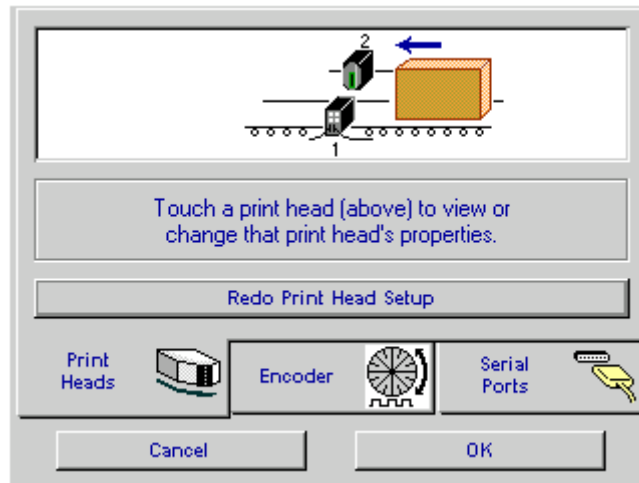 2
1
Touch a print head (above) to view or
change that print head's properties.
Redo Print Head Setup
Print
Heads
Encoder
Serial
Ports
Cancel
OK